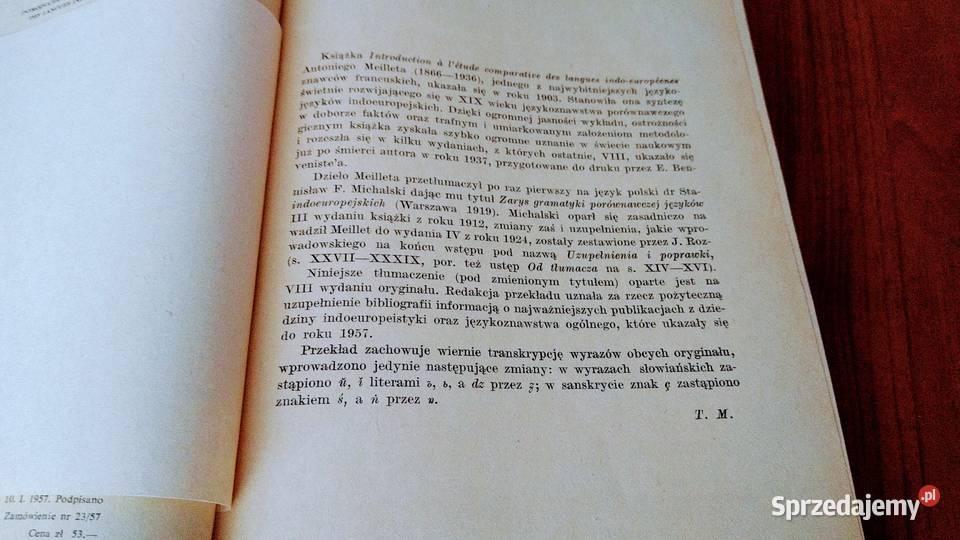 INTRODUC
DES LANGUES IN
Książka Introduction à l'étude comparative des langues indo-européennes
Antoniego Meilleta (1866—1936), jednego z najwybitniejszych języko-
znawców francuskich, ukazała się w roku 1903. Stanowiła ona syntezę
świetnie rozwijającego się w XIX wieku językoznawstwa porównawczego
języków indoeuropejskich. Dzięki ogromnej jasności wykładu, ostrożności
w doborze faktów oraz trafnym i umiarkowanym założeniom metodolo-
gicznym książka zyskała szybko ogromne uznanie w świecie naukowym
i rozeszła się w kilku wydaniach, z których ostatnie, VIII, ukazało się
już po śmierci autora w roku 1937, przygotowane do druku przez E. Ben-
veniste'a.
Dzieło Meilleta przetłumaczył po raz pierwszy na język polski dr Sta-
nisław F. Michalski dając mu tytuł Zarys gramatyki porównawczej języków
indoeuropejskich (Warszawa 1919). Michalski oparł się zasadniczo na
III wydaniu książki z roku 1912, zmiany zaś i uzupełnienia, jakie wpro-
wadził Meillet do wydania IV z roku 1924, zostały zestawione przez J. Roz-
wadowskiego na końcu wstępu pod nazwą Uzupełnienia i poprawki,
(s. XXVII—XXXIX, por. też ustęp Od tłumacza na s. XIV—XVI).
Niniejsze tłumaczenie (pod zmienionym tytułem) oparte jest na
VIII wydaniu oryginału. Redakcja przekładu uznała za rzecz pożyteczną
uzupełnienie bibliografii informacją o najważniejszych publikacjach z dzie-
dziny indoeuropeistyki oraz językoznawstwa ogólnego, które ukazały się
do roku 1957.
Przekład zachowuje wiernie transkrypcję wyrazów obcych oryginału,
wprowadzono jedynie następujące zmiany: w wyrazach słowiańskich za-
stąpiono ŭ, ĭ literami ъ, ь, a dz przez ʒ; w sanskrycie znak ç zastąpiono
znakiem ś, a ṅ przez
T. M.
10. I. 1957. Podpisano
Zamówienie nr 23/57
Cena zł 53.—
Sprzedajemy.pl